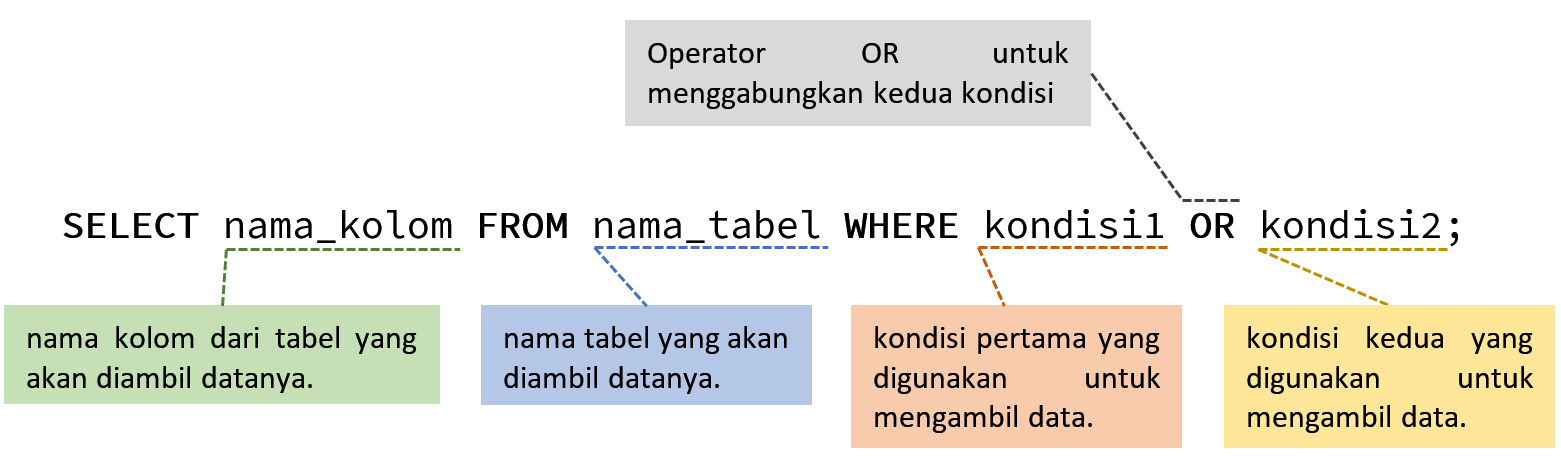 Operator OR untuk
menggabungkan kedua kondisi
SELECT nama_kolom FROM nama_tabel WHERE kondisi1 OR kondisi2;
nama kolom dari tabel yang
akan diambil datanya.
nama tabel yang akan
diambil datanya.
kondisi pertama yang
digunakan untuk
mengambil data.
kondisi kedua yang
digunakan untuk
mengambil data.